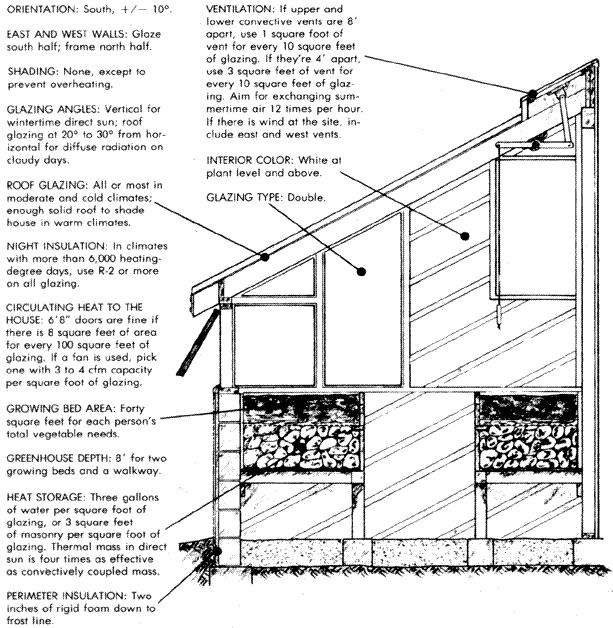 ORIENTATION: South, +/− 10°.
EAST AND WEST WALLS: Glaze
south half; frame north half.
SHADING: None, except to
prevent overheating.
GLAZING ANGLES: Vertical for
wintertime direct sun; roof
glazing at 20° to 30° from hor-
izontal for diffuse radiation on
cloudy days.
ROOF GLAZING: All or most in
moderate and cold climates;
enough solid roof to shade
house in warm climates.
NIGHT INSULATION: In climates
with more than 6,000 heating-
degree days, use R-2 or more
on all glazing.
CIRCULATING HEAT TO THE
HOUSE: 6'8" doors are fine if
there is 8 square feet of area
for every 100 square feet of
glazing. If a fan is used, pick
one with 3 to 4 cfm capacity
per square foot of glazing.
GROWING BED AREA: Forty
square feet for each person's
total vegetable needs.
GREENHOUSE DEPTH: 8' for two
growing beds and a walkway.
HEAT STORAGE: Three gallons
of water per square foot of
glazing, or 3 square feet
of masonry per square foot of
glazing. Thermal mass in direct
sun is four times as effective
as convectively coupled mass.
PERIMETER INSULATION: Two
inches of rigid foam down to
frost line.
VENTILATION: If upper and
lower convective vents are 8'
apart, use 1 square foot of
vent for every 10 square feet
of glazing. If they're 4' apart,
use 3 square feet of vent for
every 10 square feet of glaz-
ing. Aim for exchanging sum-
mertime air 12 times per hour.
If there is wind at the site, in-
clude east and west vents.
INTERIOR COLOR: White at
plant level and above.
GLAZING TYPE: Double.